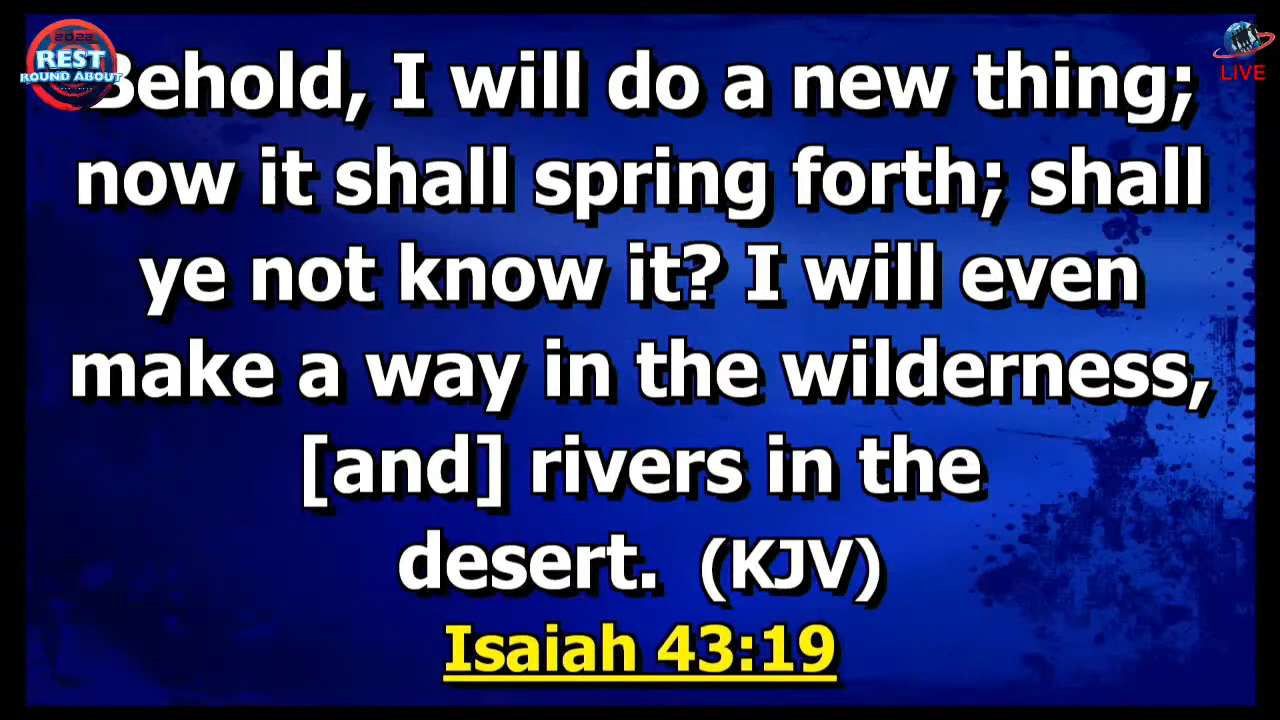 2022
REST
ROUND ABOUT
LIVE
Behold, I will do a new thing;
now it shall spring forth; shall
ye not know it? I will even
make a way in the wilderness,
[and] rivers in the
desert. (KJV)
Isaiah 43:19